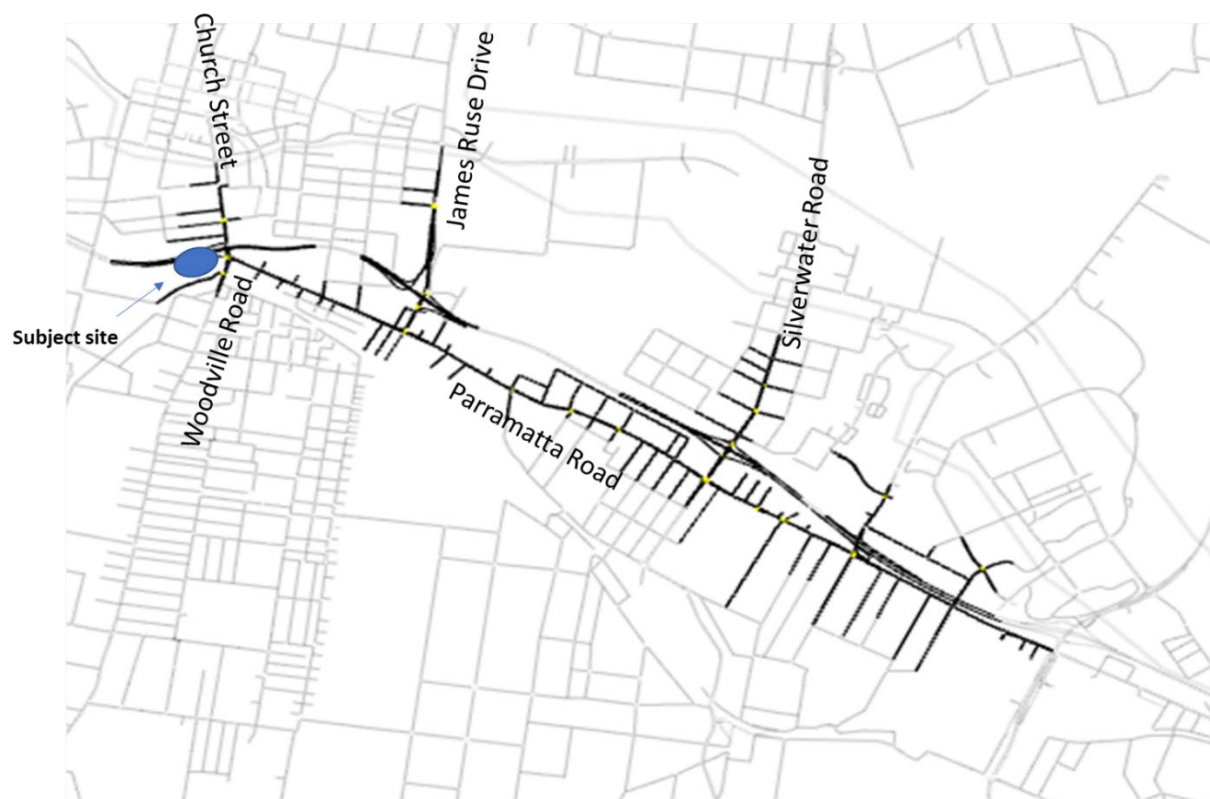 Church Street
James Ruse Drive
Silverwater Road
Subject site
Woodville Road
Parramatta Road